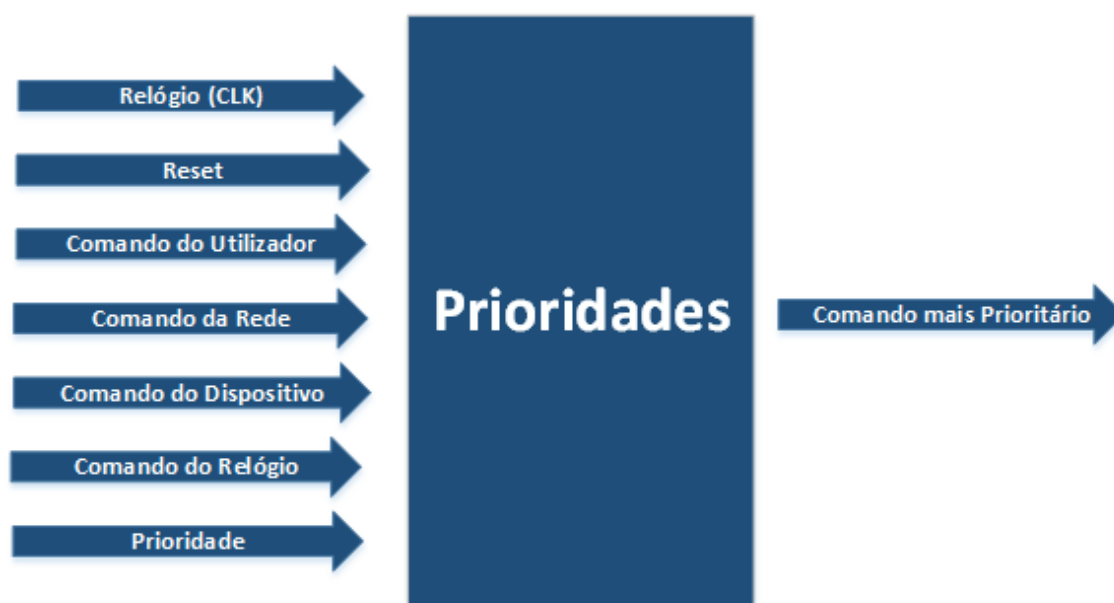 Relógio (CLK)
Reset
Comando do Utilizador
Comando da Rede
Comando do Dispositivo
Comando do Relógio
Prioridade
Prioridades
Comando mais Prioritário